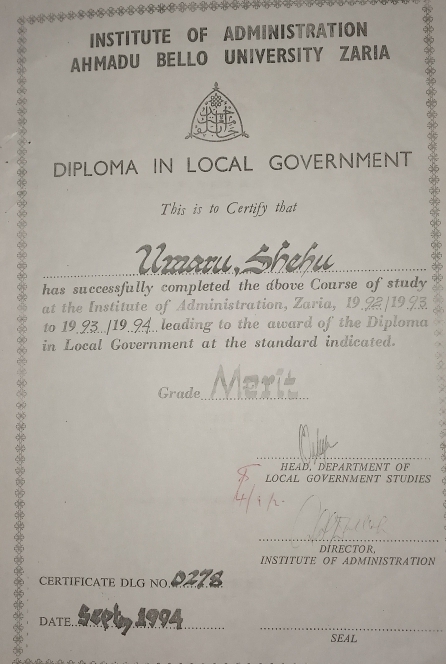 INSTITUTE OF ADMINISTRATION
AHMADU BELLO UNIVERSITY ZARIA
DIPLOMA IN LOCAL GOVERNMENT
This is to Certify that
Umaru, Shehu
has successfully completed the above Course of study
at the Institute of Administration, Zaria, 1992/1993
to 1993/1994 leading to the award of the Diploma
in Local Government at the standard indicated.
Grade Merit
HEAD, DEPARTMENT OF
LOCAL GOVERNMENT STUDIES
DIRECTOR,
INSTITUTE OF ADMINISTRATION
CERTIFICATE DLG NO. 0278
DATE Sept, 1994
SEAL